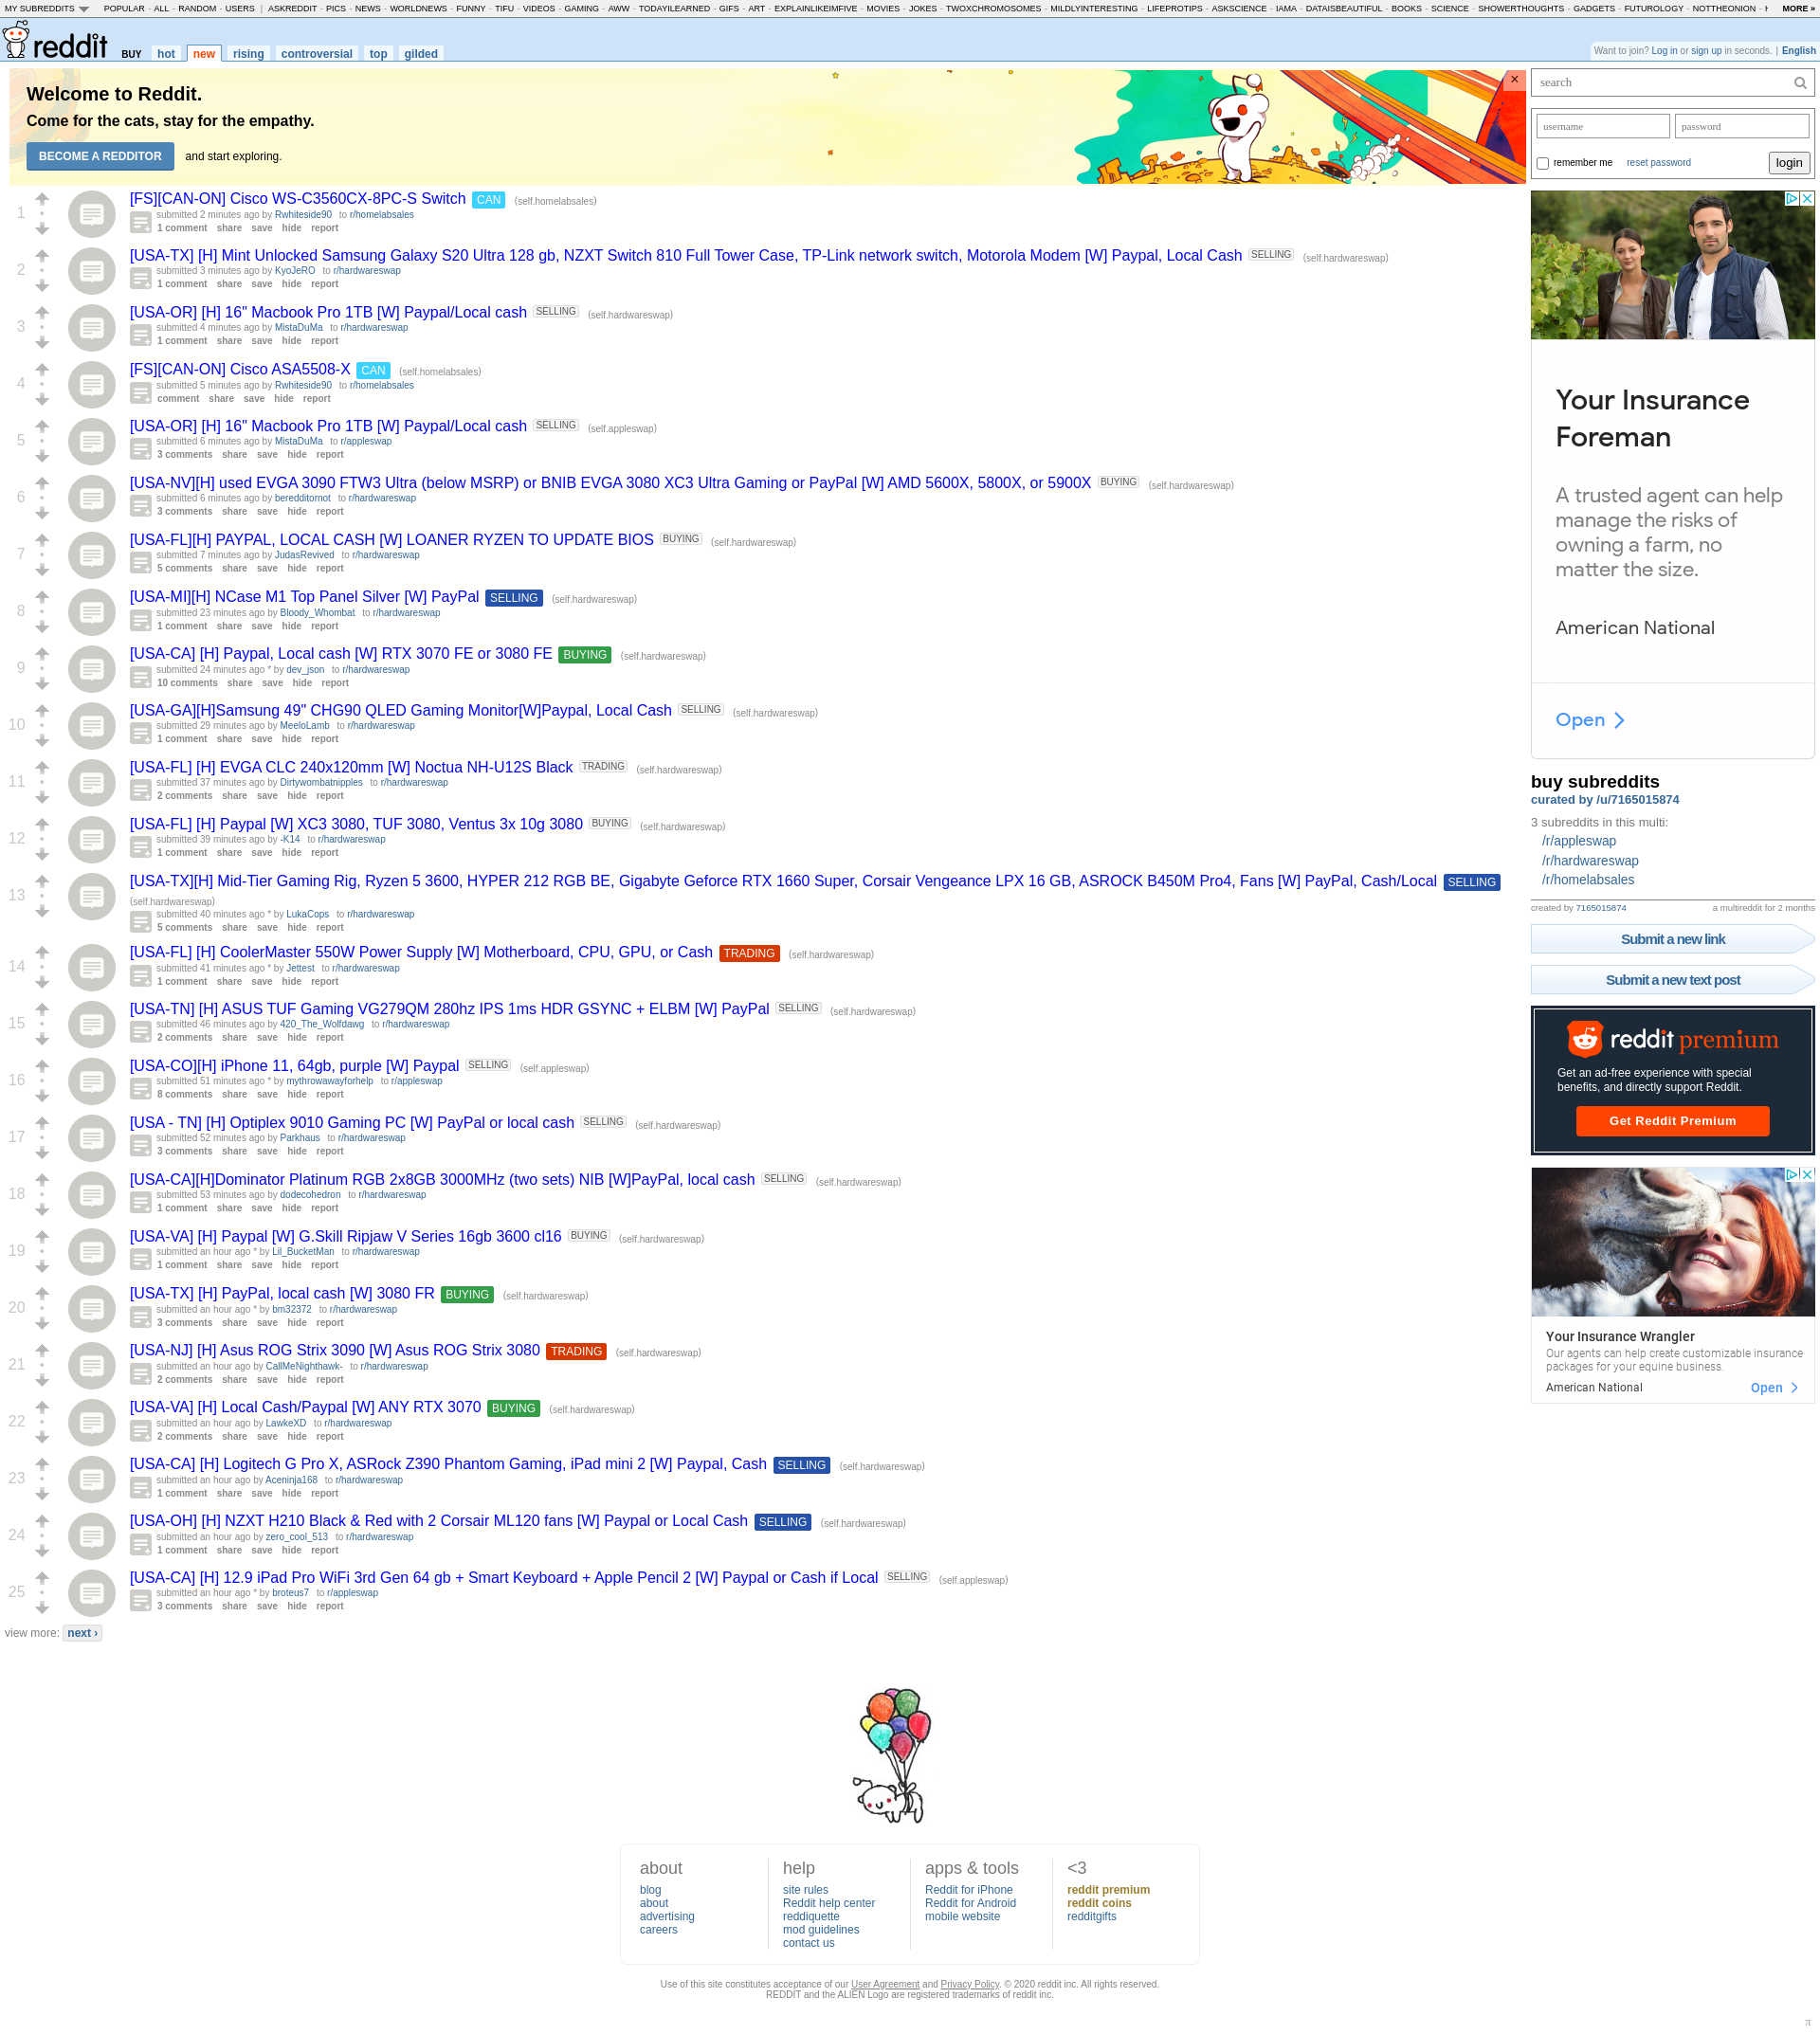 MY SUBREDDITS POPULAR - ALL - RANDOM - USERS | ASKREDDIT - PICS - NEWS - WORLDNEWS - FUNNY - TIFU - VIDEOS - GAMING - AWW - TODAYILEARNED - GIFS - ART - EXPLAINLIKEIMFIVE - MOVIES - JOKES - TWOXCHROMOSOMES - MILDLYINTERESTING - LIFEPROTIPS - ASKSCIENCE - IAMA - DATAISBEAUTIFUL - BOOKS - SCIENCE - SHOWERTHOUGHTS - GADGETS - FUTUROLOGY - NOTTHEONION - MORE »
reddit BUY hot new rising controversial top gilded
Want to join? Log in or sign up in seconds. | English
Welcome to Reddit.
Come for the cats, stay for the empathy.
BECOME A REDDITOR and start exploring.
×
1
[FS][CAN-ON] Cisco WS-C3560CX-8PC-S Switch CAN (self.homelabsales)
submitted 2 minutes ago by Rwhiteside90 to r/homelabsales
1 comment share save hide report
2
[USA-TX] [H] Mint Unlocked Samsung Galaxy S20 Ultra 128 gb, NZXT Switch 810 Full Tower Case, TP-Link network switch, Motorola Modem [W] Paypal, Local Cash SELLING (self.hardwareswap)
submitted 3 minutes ago by KyoJeRO to r/hardwareswap
1 comment share save hide report
3
[USA-OR] [H] 16" Macbook Pro 1TB [W] Paypal/Local cash SELLING (self.hardwareswap)
submitted 4 minutes ago by MistaDuMa to r/hardwareswap
1 comment share save hide report
4
[FS][CAN-ON] Cisco ASA5508-X CAN (self.homelabsales)
submitted 5 minutes ago by Rwhiteside90 to r/homelabsales
comment share save hide report
5
[USA-OR] [H] 16" Macbook Pro 1TB [W] Paypal/Local cash SELLING (self.appleswap)
submitted 6 minutes ago by MistaDuMa to r/appleswap
3 comments share save hide report
6
[USA-NV][H] used EVGA 3090 FTW3 Ultra (below MSRP) or BNIB EVGA 3080 XC3 Ultra Gaming or PayPal [W] AMD 5600X, 5800X, or 5900X BUYING (self.hardwareswap)
submitted 6 minutes ago by beredditornot to r/hardwareswap
3 comments share save hide report
7
[USA-FL][H] PAYPAL, LOCAL CASH [W] LOANER RYZEN TO UPDATE BIOS BUYING (self.hardwareswap)
submitted 7 minutes ago by JudasRevived to r/hardwareswap
5 comments share save hide report
8
[USA-MI][H] NCase M1 Top Panel Silver [W] PayPal SELLING (self.hardwareswap)
submitted 23 minutes ago by Bloody_Whombat to r/hardwareswap
1 comment share save hide report
9
[USA-CA] [H] Paypal, Local cash [W] RTX 3070 FE or 3080 FE BUYING (self.hardwareswap)
submitted 24 minutes ago * by dev_json to r/hardwareswap
10 comments share save hide report
10
[USA-GA][H]Samsung 49" CHG90 QLED Gaming Monitor[W]Paypal, Local Cash SELLING (self.hardwareswap)
submitted 29 minutes ago by MeeloLamb to r/hardwareswap
1 comment share save hide report
11
[USA-FL] [H] EVGA CLC 240x120mm [W] Noctua NH-U12S Black TRADING (self.hardwareswap)
submitted 37 minutes ago by Dirtywombatnipples to r/hardwareswap
2 comments share save hide report
12
[USA-FL] [H] Paypal [W] XC3 3080, TUF 3080, Ventus 3x 10g 3080 BUYING (self.hardwareswap)
submitted 39 minutes ago by -K14 to r/hardwareswap
1 comment share save hide report
13
[USA-TX][H] Mid-Tier Gaming Rig, Ryzen 5 3600, HYPER 212 RGB BE, Gigabyte Geforce RTX 1660 Super, Corsair Vengeance LPX 16 GB, ASROCK B450M Pro4, Fans [W] PayPal, Cash/Local SELLING
(self.hardwareswap)
submitted 40 minutes ago * by LukaCops to r/hardwareswap
5 comments share save hide report
14
[USA-FL] [H] CoolerMaster 550W Power Supply [W] Motherboard, CPU, GPU, or Cash TRADING (self.hardwareswap)
submitted 41 minutes ago * by Jettest to r/hardwareswap
1 comment share save hide report
15
[USA-TN] [H] ASUS TUF Gaming VG279QM 280hz IPS 1ms HDR GSYNC + ELBM [W] PayPal SELLING (self.hardwareswap)
submitted 46 minutes ago by 420_The_Wolfdawg to r/hardwareswap
2 comments share save hide report
16
[USA-CO][H] iPhone 11, 64gb, purple [W] Paypal SELLING (self.appleswap)
submitted 51 minutes ago * by mythrowawayforhelp to r/appleswap
8 comments share save hide report
17
[USA - TN] [H] Optiplex 9010 Gaming PC [W] PayPal or local cash SELLING (self.hardwareswap)
submitted 52 minutes ago by Parkhaus to r/hardwareswap
3 comments share save hide report
18
[USA-CA][H]Dominator Platinum RGB 2x8GB 3000MHz (two sets) NIB [W]PayPal, local cash SELLING (self.hardwareswap)
submitted 53 minutes ago by dodecohedron to r/hardwareswap
1 comment share save hide report
19
[USA-VA] [H] Paypal [W] G.Skill Ripjaw V Series 16gb 3600 cl16 BUYING (self.hardwareswap)
submitted an hour ago * by Lil_BucketMan to r/hardwareswap
1 comment share save hide report
20
[USA-TX] [H] PayPal, local cash [W] 3080 FR BUYING (self.hardwareswap)
submitted an hour ago * by bm32372 to r/hardwareswap
3 comments share save hide report
21
[USA-NJ] [H] Asus ROG Strix 3090 [W] Asus ROG Strix 3080 TRADING (self.hardwareswap)
submitted an hour ago by CallMeNighthawk- to r/hardwareswap
2 comments share save hide report
22
[USA-VA] [H] Local Cash/Paypal [W] ANY RTX 3070 BUYING (self.hardwareswap)
submitted an hour ago by LawkeXD to r/hardwareswap
2 comments share save hide report
23
[USA-CA] [H] Logitech G Pro X, ASRock Z390 Phantom Gaming, iPad mini 2 [W] Paypal, Cash SELLING (self.hardwareswap)
submitted an hour ago by Aceninja168 to r/hardwareswap
1 comment share save hide report
24
[USA-OH] [H] NZXT H210 Black & Red with 2 Corsair ML120 fans [W] Paypal or Local Cash SELLING (self.hardwareswap)
submitted an hour ago by zero_cool_513 to r/hardwareswap
1 comment share save hide report
25
[USA-CA] [H] 12.9 iPad Pro WiFi 3rd Gen 64 gb + Smart Keyboard + Apple Pencil 2 [W] Paypal or Cash if Local SELLING (self.appleswap)
submitted an hour ago * by broteus7 to r/appleswap
3 comments share save hide report
view more: next ›
search
username password
remember me reset password login
Your Insurance
Foreman
A trusted agent can help
manage the risks of
owning a farm, no
matter the size.
American National
Open
buy subreddits
curated by /u/7165015874
3 subreddits in this multi:
/r/appleswap
/r/hardwareswap
/r/homelabsales
created by 7165015874 a multireddit for 2 months
Submit a new link
Submit a new text post
reddit premium
Get an ad-free experience with special
benefits, and directly support Reddit.
Get Reddit Premium
Your Insurance Wrangler
Our agents can help create customizable insurance
packages for your equine business.
American National Open
about
blog
about
advertising
careers
help
site rules
Reddit help center
reddiquette
mod guidelines
contact us
apps & tools
Reddit for iPhone
Reddit for Android
mobile website
<3
reddit premium
reddit coins
redditgifts
Use of this site constitutes acceptance of our User Agreement and Privacy Policy. © 2020 reddit inc. All rights reserved.
REDDIT and the ALIEN Logo are registered trademarks of reddit inc.
π